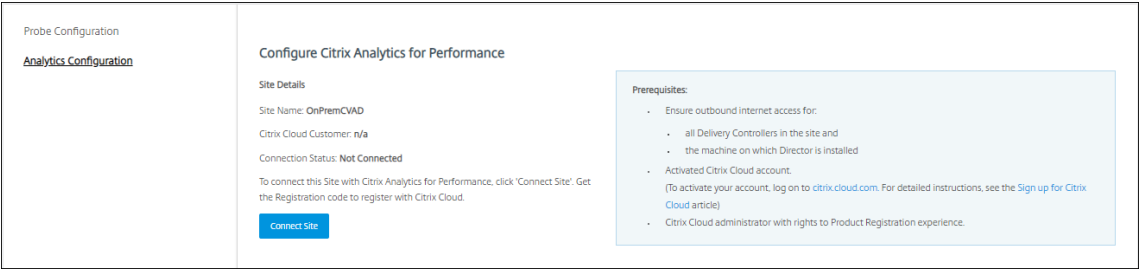 Probe Configuration
Analytics Configuration
Configure Citrix Analytics for Performance
Site Details
Site Name: OnPremCVAD
Citrix Cloud Customer: n/a
Connection Status: Not Connected
To connect this Site with Citrix Analytics for Performance, click 'Connect Site'. Get
the Registration code to register with Citrix Cloud.
Connect Site
Prerequisites:
• Ensure outbound internet access for:
• all Delivery Controllers in the site and
• the machine on which Director is installed
• Activated Citrix Cloud account.
(To activate your account, log on to citrix.cloud.com. For detailed instructions, see the Sign up for Citrix
Cloud article)
• Citrix Cloud administrator with rights to Product Registration experience.